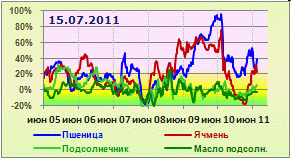 15.07.2011
100%
80%
60%
40%
20%
0%
-20%
июн 05 июн 06 июн 07 июн 08 июн 09 июн 10 июн 11
Пшеница Ячмень
Подсолнечник Масло подсолн.